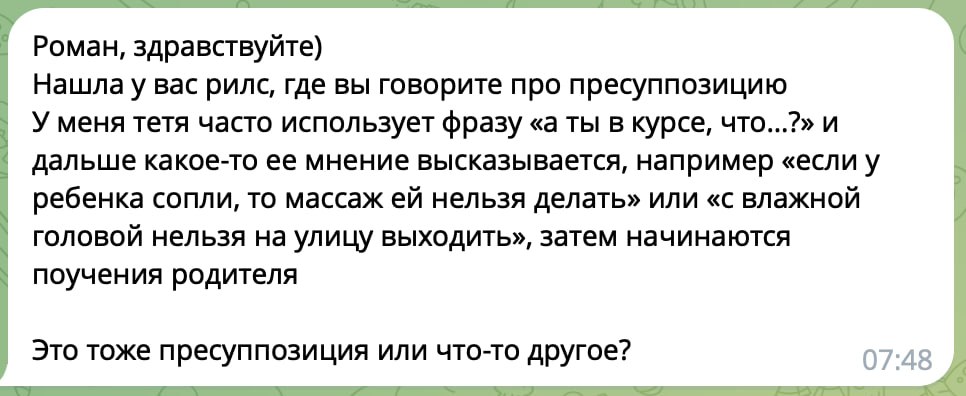 Роман, здравствуйте)
Нашла у вас рилс, где вы говорите про пресуппозицию
У меня тетя часто использует фразу «а ты в курсе, что...?» и
дальше какое-то ее мнение высказывается, например «если у
ребенка сопли, то массаж ей нельзя делать» или «с влажной
головой нельзя на улицу выходить», затем начинаются
поучения родителя
Это тоже пресуппозиция или что-то другое?
07:48